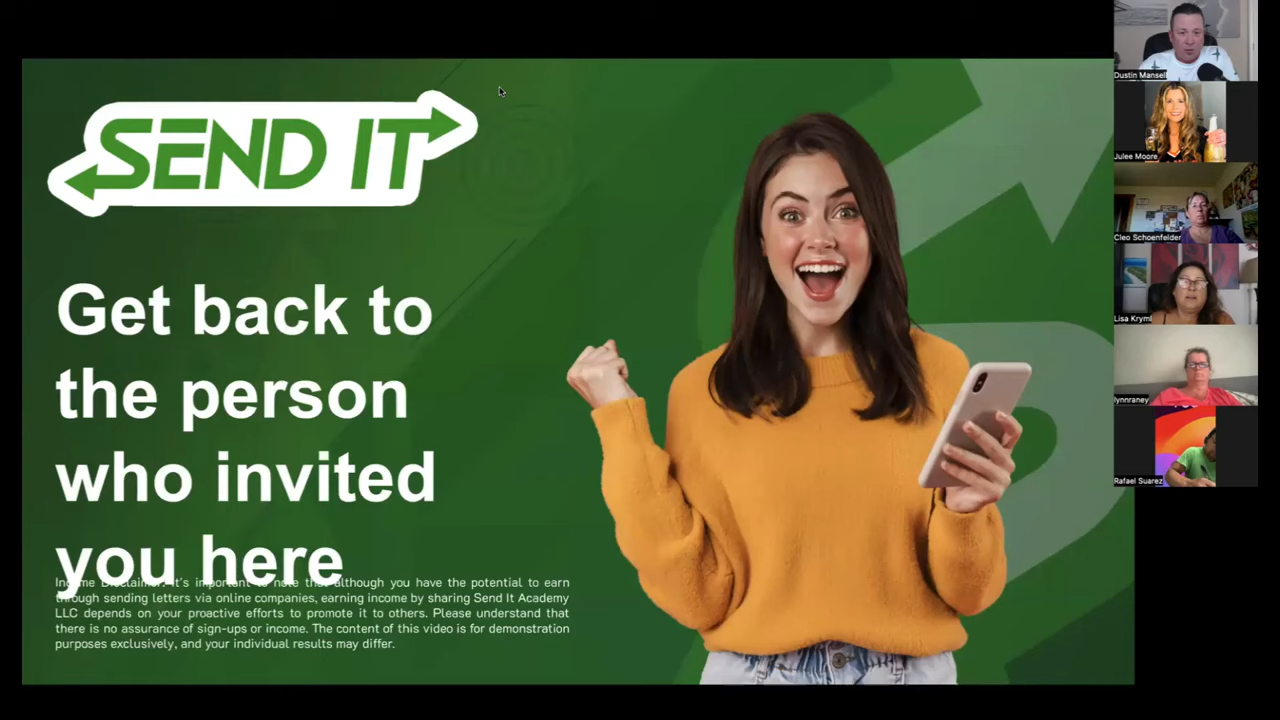 SEND IT
Get back to
the person
who invited
you here
Income Disclaimer: It's important to note that although you have the potential to earn
through sending letters via online companies, earning income by sharing Send It Academy
LLC depends on your proactive efforts to promote it to others. Please understand that
there is no assurance of sign-ups or income. The content of this video is for demonstration
purposes exclusively, and your individual results may differ.
Dustin Mansell
Julee Moore
Cleo Schoenfelder
Lisa Kryml
lynnraney
Rafael Suarez